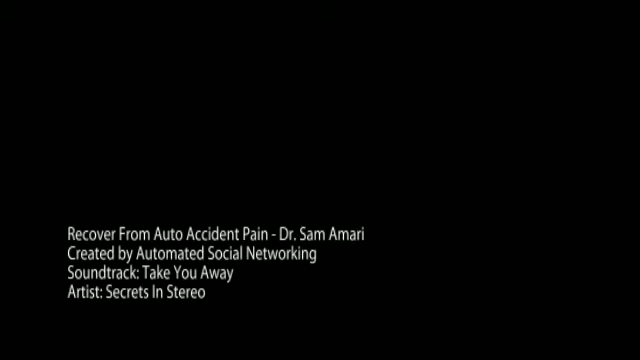 Recover From Auto Accident Pain - Dr. Sam Amari
Created by Automated Social Networking
Soundtrack: Take You Away
Artist: Secrets In Stereo